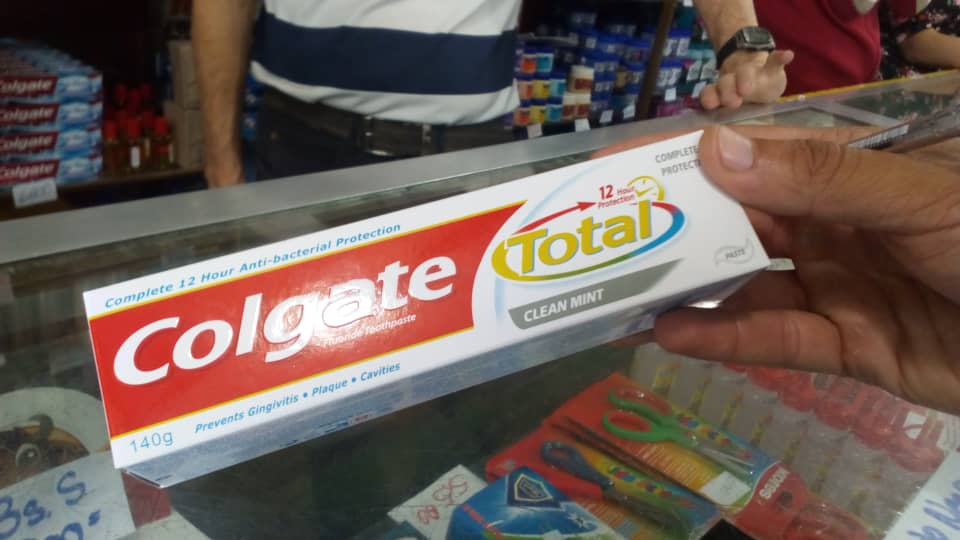 Complete 12 Hour Anti-bacterial Protection
Colgate
Fluoride Toothpaste
Prevents Gingivitis • Plaque • Cavities
140g
12 Hour
Protection
Total
CLEAN MINT
COMPLETE
PROTECT
PASTE
Colgate
Colgate
Colgate
Colgate
Bs. S